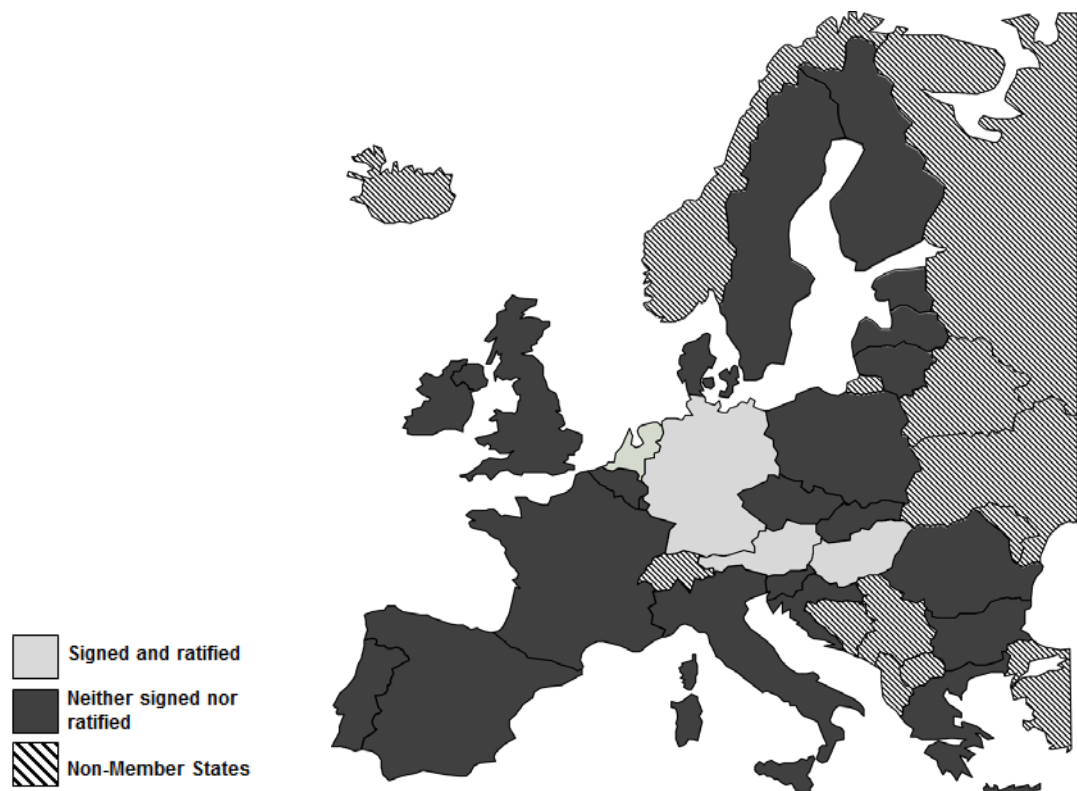 Signed and ratified
Neither signed nor
ratified
Non-Member States